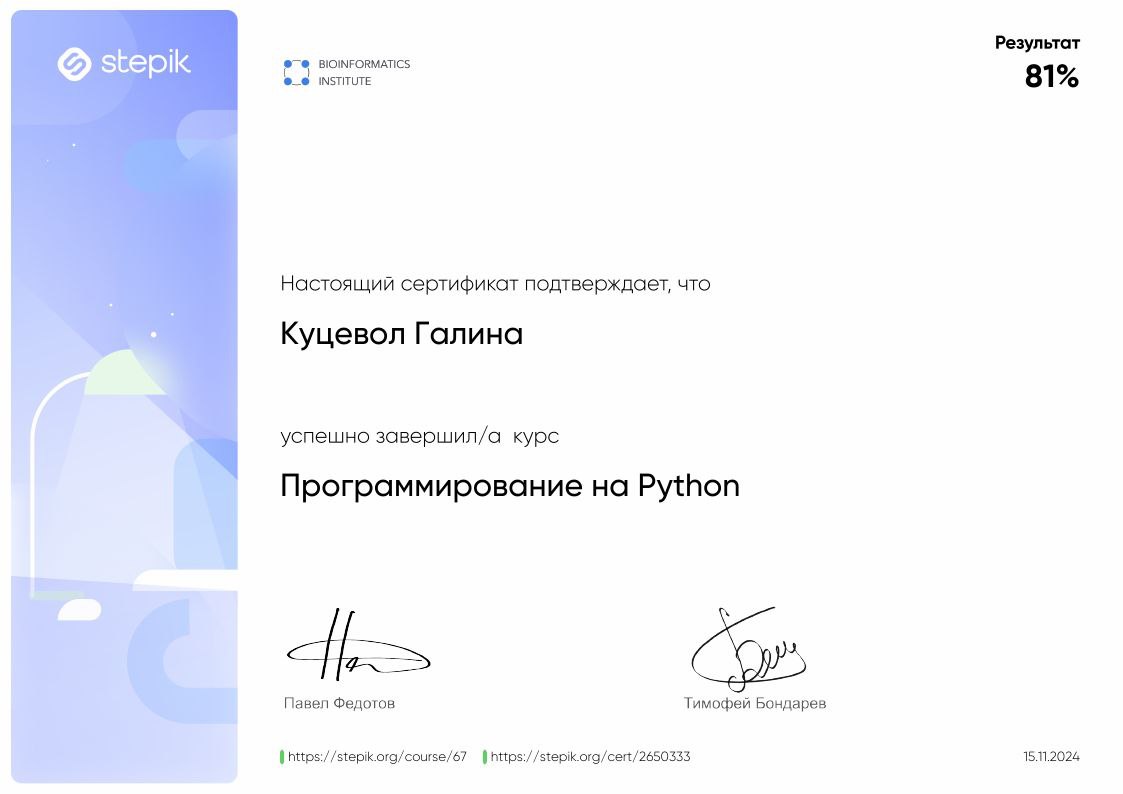 stepik
BIOINFORMATICS
INSTITUTE
Результат
81%
Настоящий сертификат подтверждает, что
Куцевол Галина
успешно завершил/а  курс
Программирование на Python
Павел Федотов
Тимофей Бондарев
https://stepik.org/course/67
https://stepik.org/cert/2650333
15.11.2024